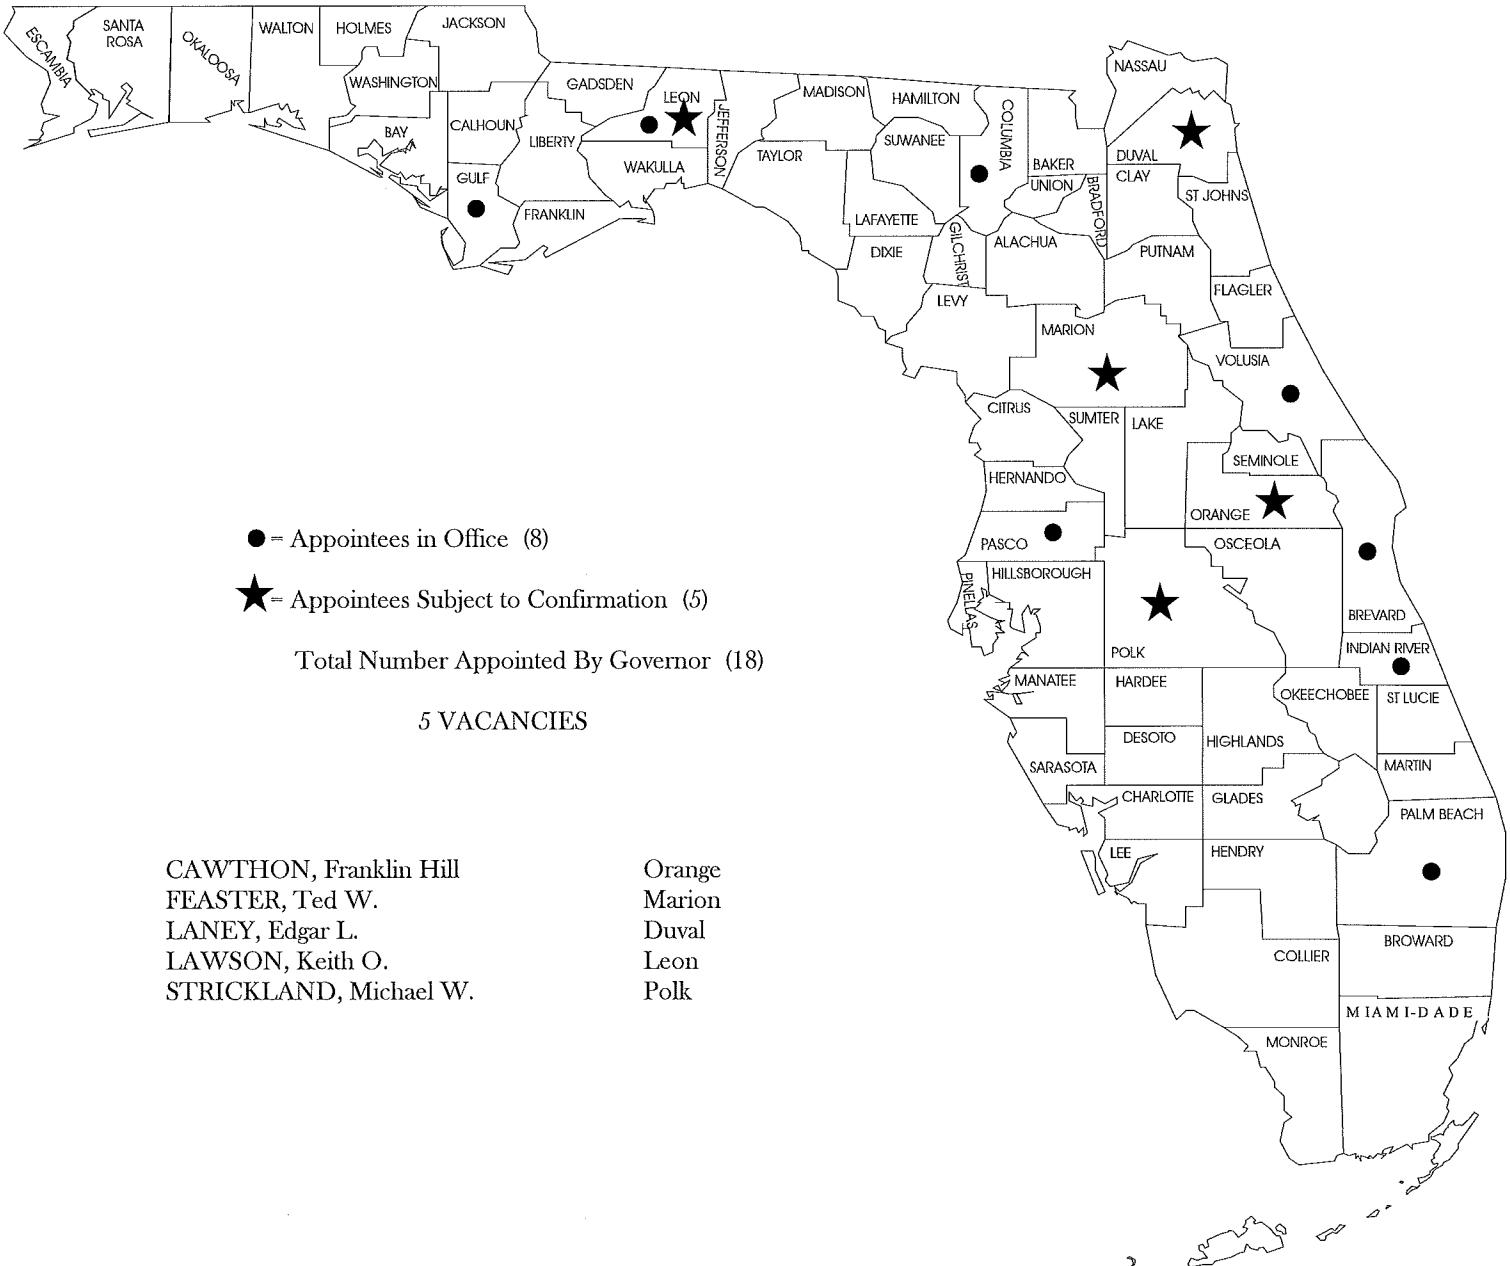 ESCAMBIA
SANTA
ROSA
OKALOOSA
WALTON
HOLMES
JACKSON
WASHINGTON
BAY
CALHOUN
GULF
GADSDEN
LIBERTY
FRANKLIN
LEON
WAKULLA
JEFFERSON
MADISON
TAYLOR
HAMILTON
SUWANEE
LAFAYETTE
DIXIE
COLUMBIA
GILCHRIST
BAKER
UNION
BRADFORD
ALACHUA
LEVY
NASSAU
DUVAL
CLAY
ST JOHNS
PUTNAM
FLAGLER
MARION
VOLUSIA
CITRUS
SUMTER
LAKE
SEMINOLE
HERNANDO
ORANGE
PASCO
OSCEOLA
PINELLAS
HILLSBOROUGH
POLK
BREVARD
INDIAN RIVER
MANATEE
HARDEE
OKEECHOBEE
ST LUCIE
DESOTO
HIGHLANDS
SARASOTA
MARTIN
CHARLOTTE
GLADES
PALM BEACH
LEE
HENDRY
COLLIER
BROWARD
MIAMI-DADE
MONROE
= Appointees in Office (8)
= Appointees Subject to Confirmation (5)
Total Number Appointed By Governor (18)
5 VACANCIES
CAWTHON, Franklin Hill Orange
FEASTER, Ted W. Marion
LANEY, Edgar L. Duval
LAWSON, Keith O. Leon
STRICKLAND, Michael W. Polk